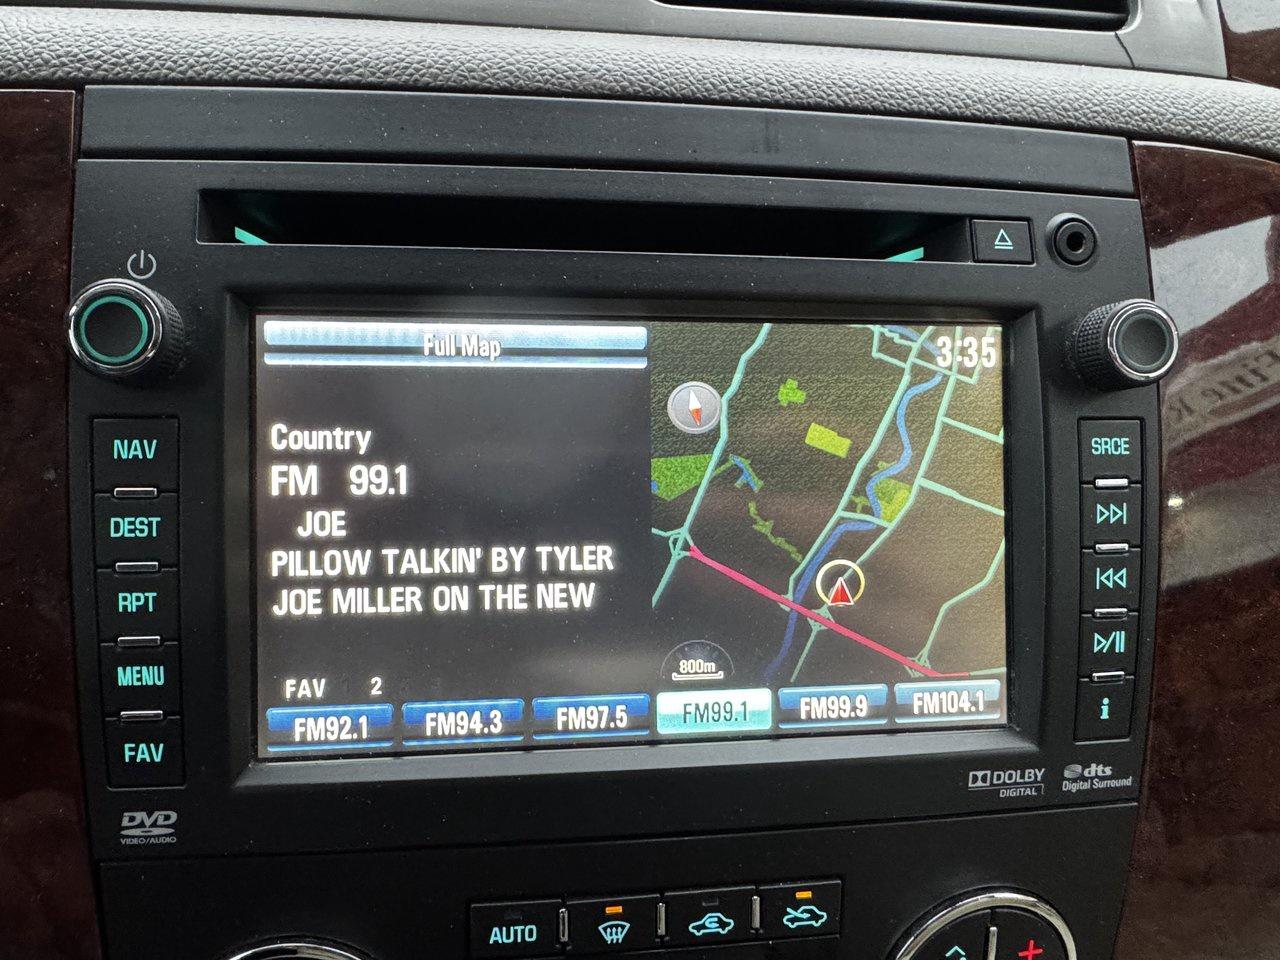 Full Map
3:35
Country
FM 99.1
JOE
PILLOW TALKIN' BY TYLER
JOE MILLER ON THE NEW
800m
FAV 2
FM92.1
FM94.3
FM97.5
FM99.1
FM99.9
FM104.1
NAV
DEST
RPT
MENU
FAV
SRCE
i
DVD
VIDEO/AUDIO
DOLBY
DIGITAL
dts
Digital Surround
AUTO